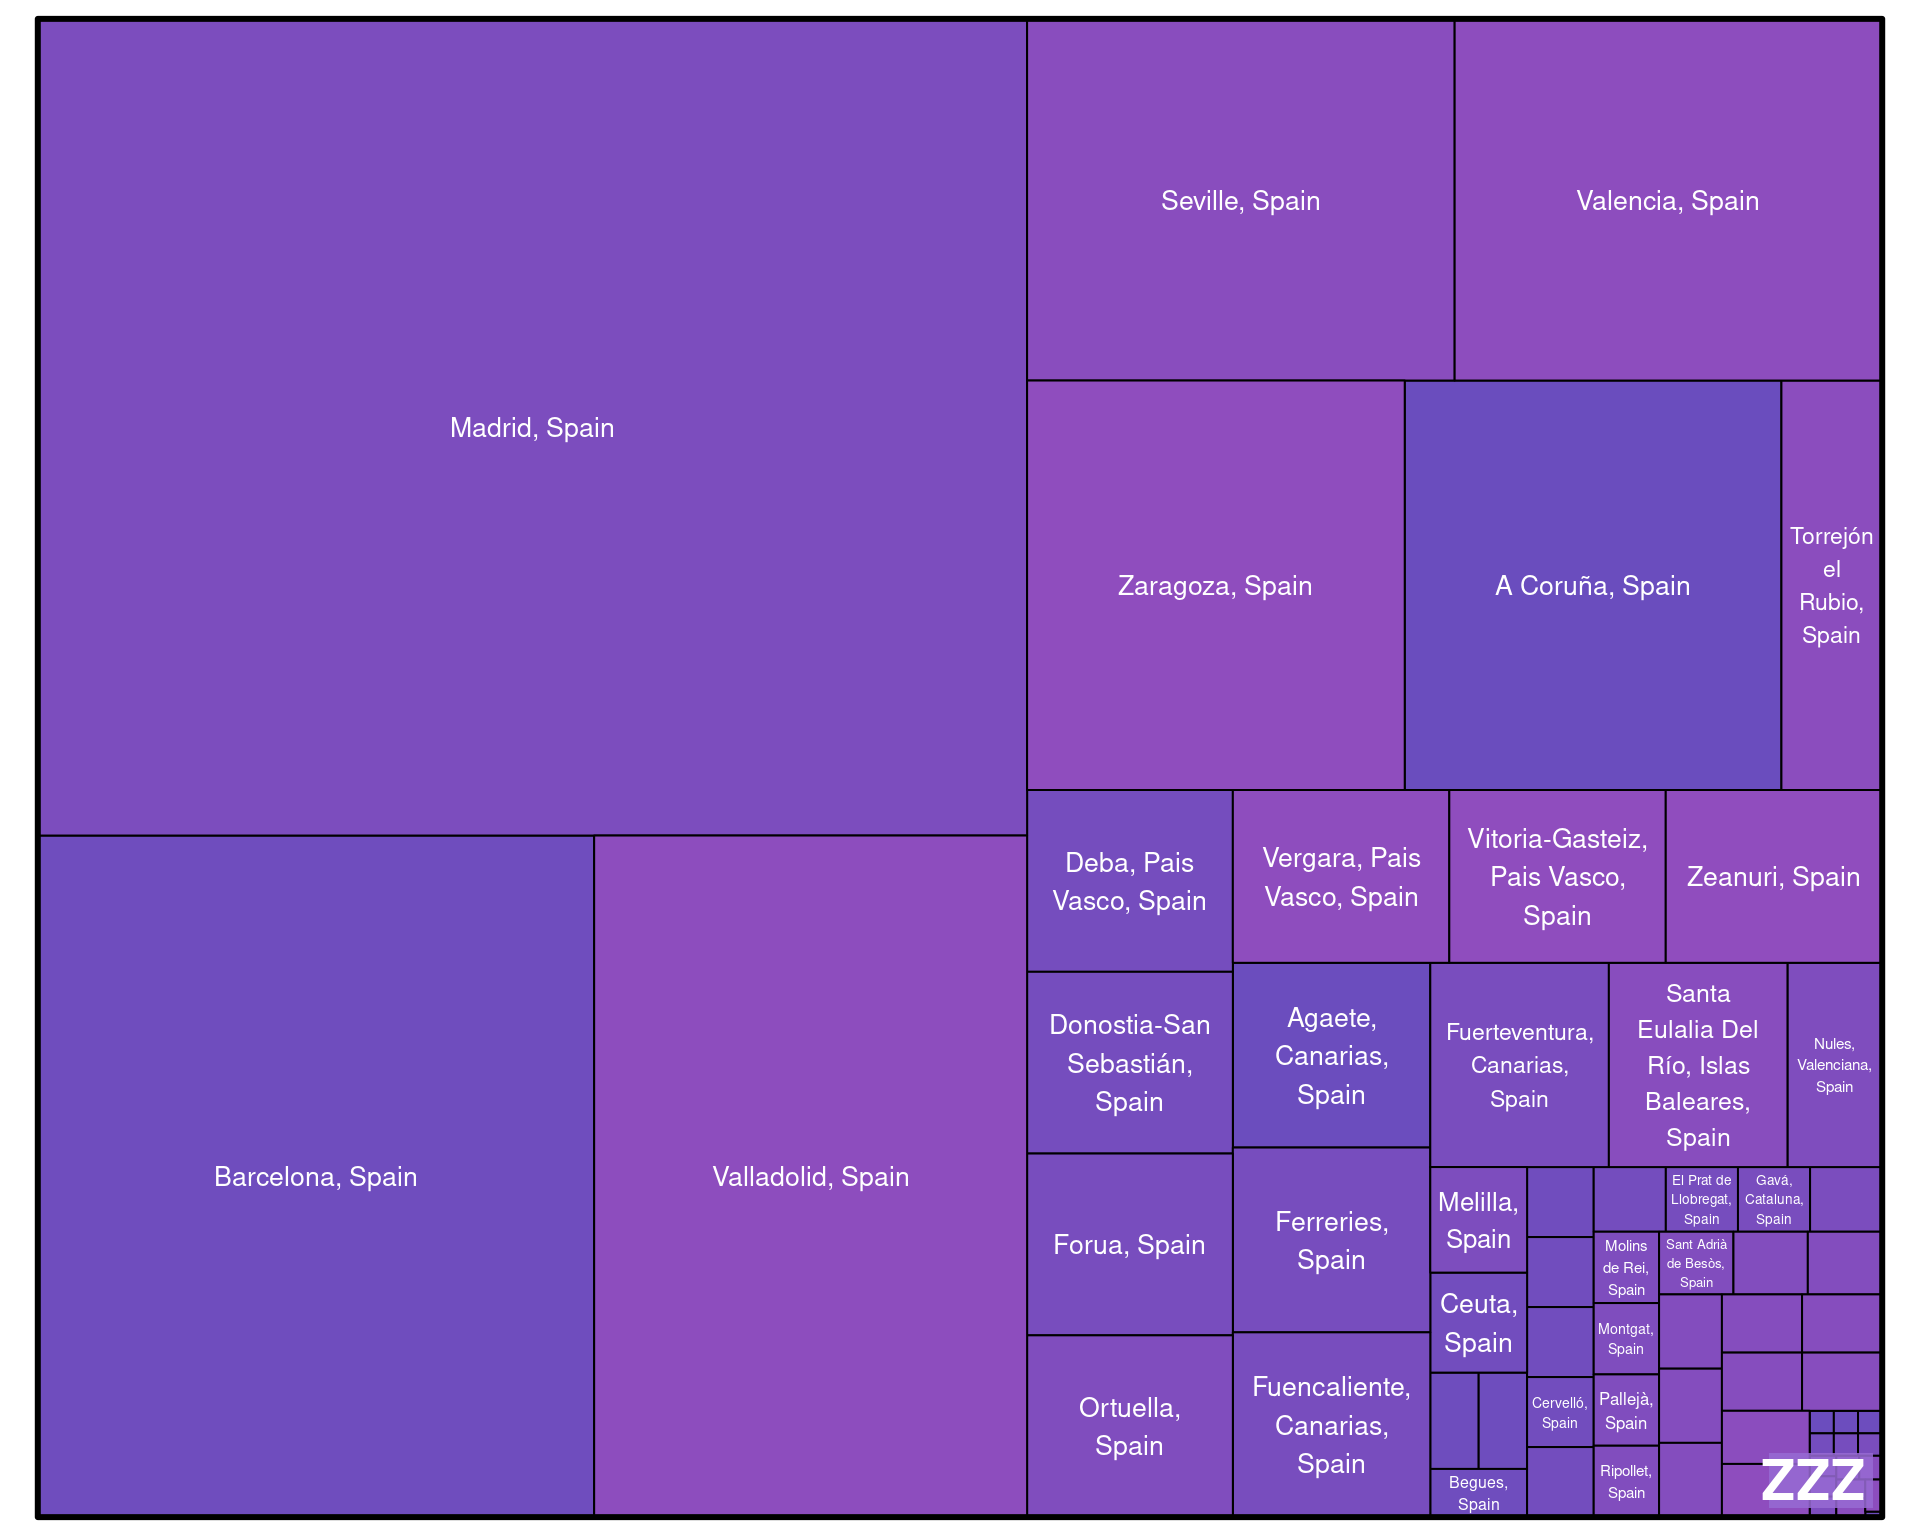 Madrid, Spain
Seville, Spain
Valencia, Spain
Zaragoza, Spain
A Coruña, Spain
Torrejón
el
Rubio,
Spain
Barcelona, Spain
Valladolid, Spain
Deba, Pais
Vasco, Spain
Vergara, Pais
Vasco, Spain
Vitoria-Gasteiz,
Pais Vasco,
Spain
Zeanuri, Spain
Donostia-San
Sebastián,
Spain
Agaete,
Canarias,
Spain
Fuerteventura,
Canarias,
Spain
Santa
Eulalia Del
Río, Islas
Baleares,
Spain
Nules,
Valenciana,
Spain
Forua, Spain
Ferreries,
Spain
Melilla,
Spain
El Prat de
Llobregat,
Spain
Gavá,
Cataluna,
Spain
Molins
de Rei,
Spain
Sant Adrià
de Besòs,
Spain
Ceuta,
Spain
Montgat,
Spain
Ortuella,
Spain
Fuencaliente,
Canarias,
Spain
Cervelló,
Spain
Pallejà,
Spain
Begues,
Spain
Ripollet,
Spain
ZZZ